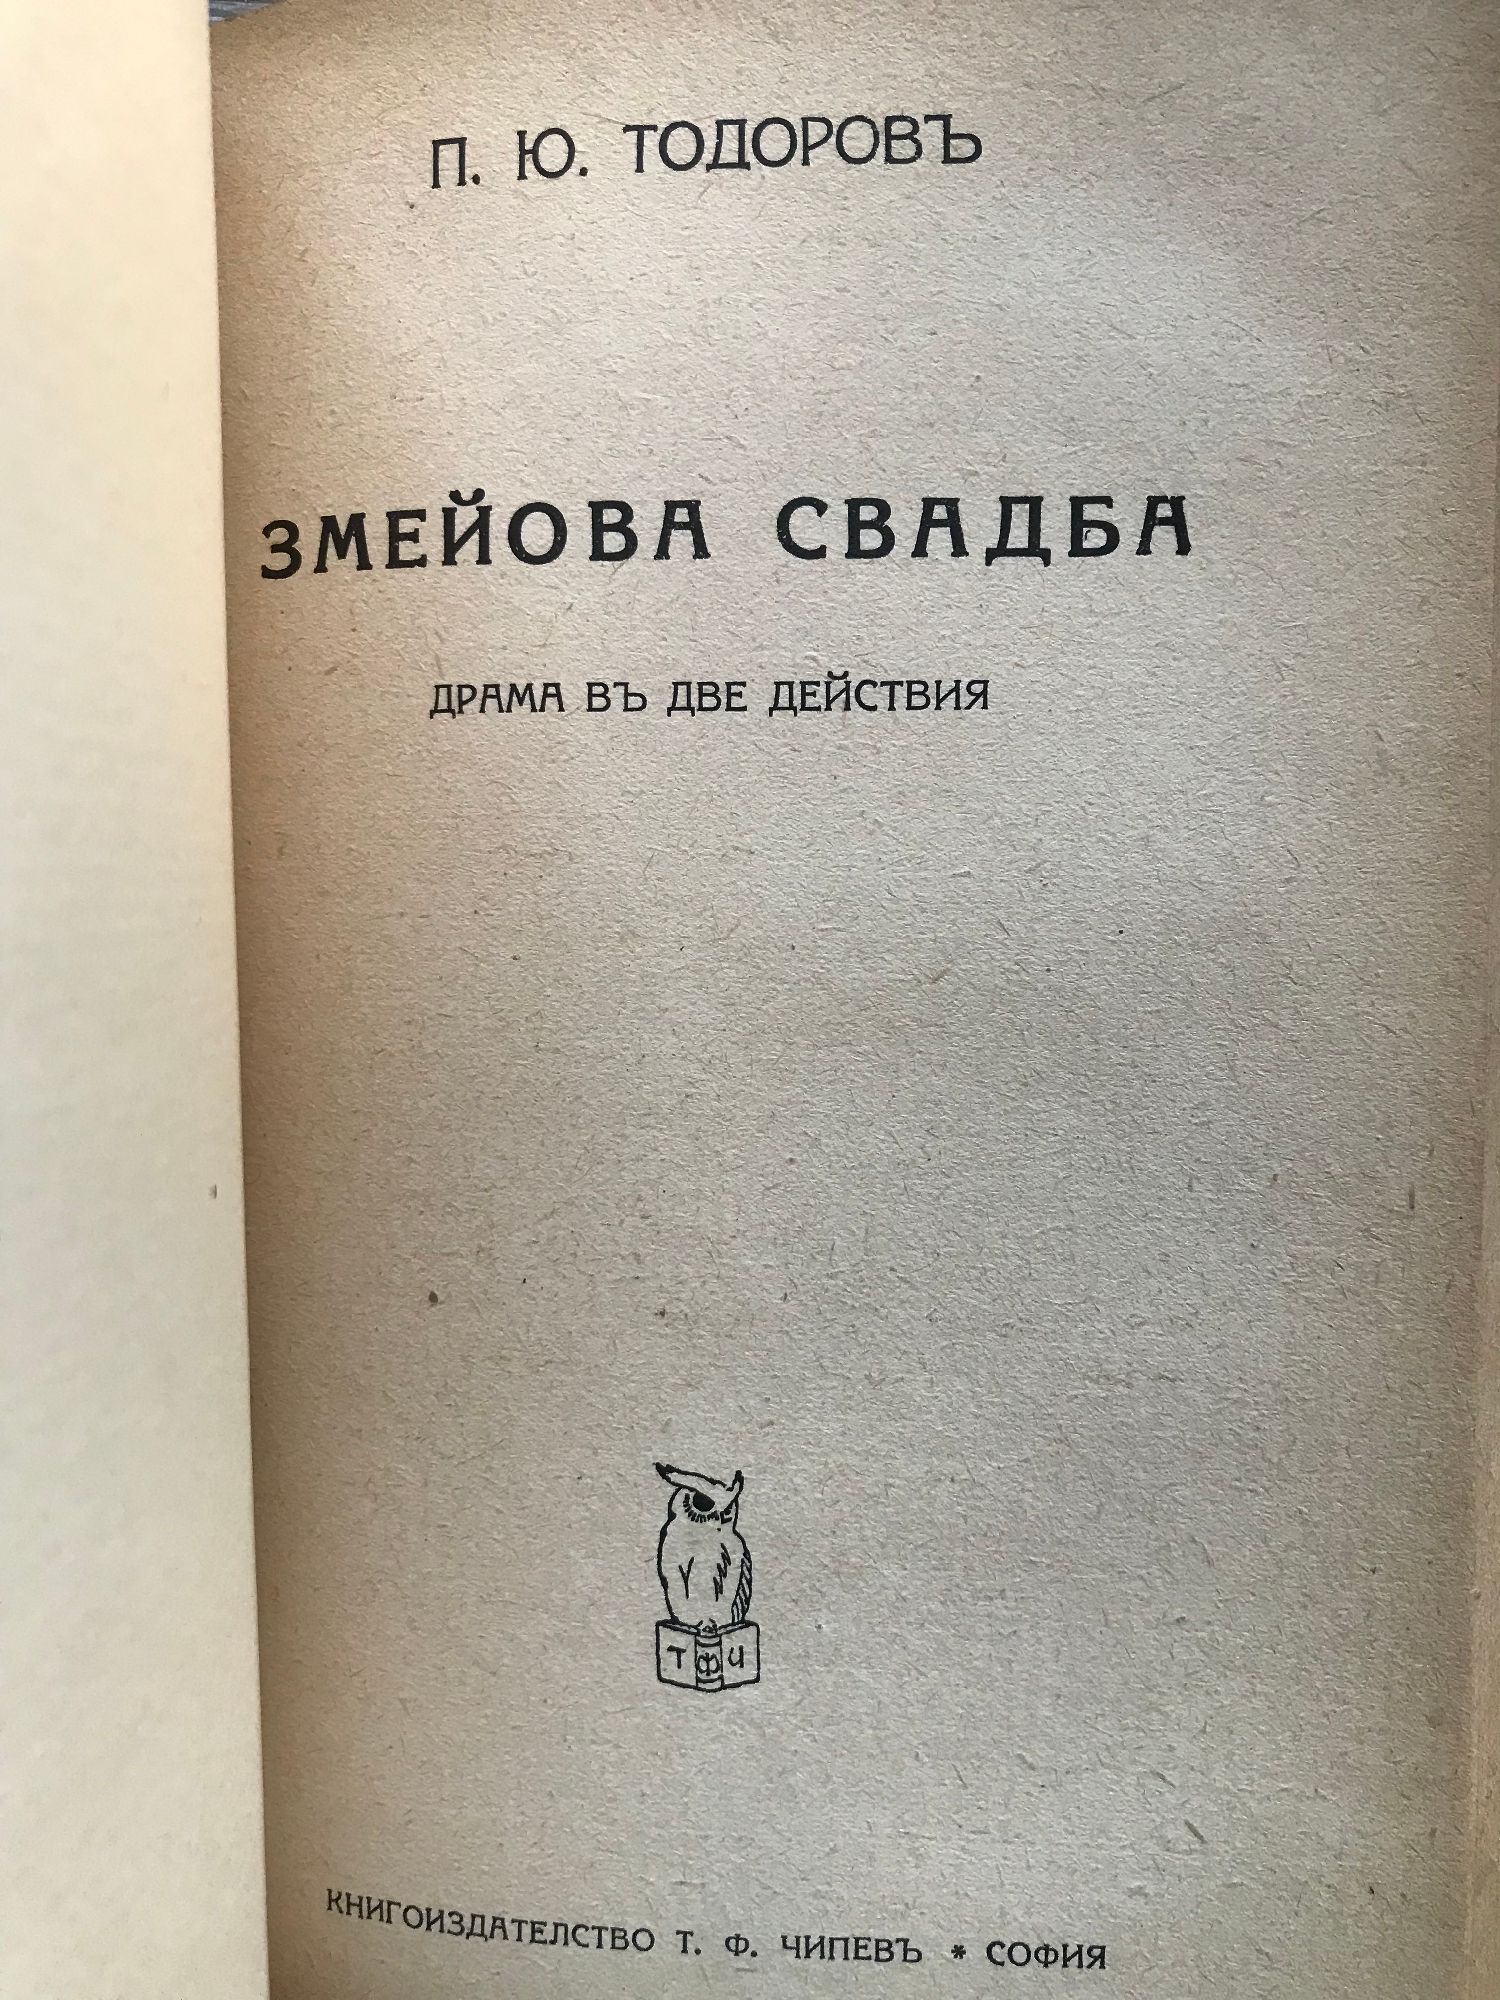 П. Ю. ТОДОРОВЪ
ЗМЕЙОВА СВАДБА
ДРАМА ВЪ ДВЕ ДЕЙСТВИЯ
Т Ф Ч
КНИГОИЗДАТЕЛСТВО Т. Ф. ЧИПЕВЪ * СОФИЯ